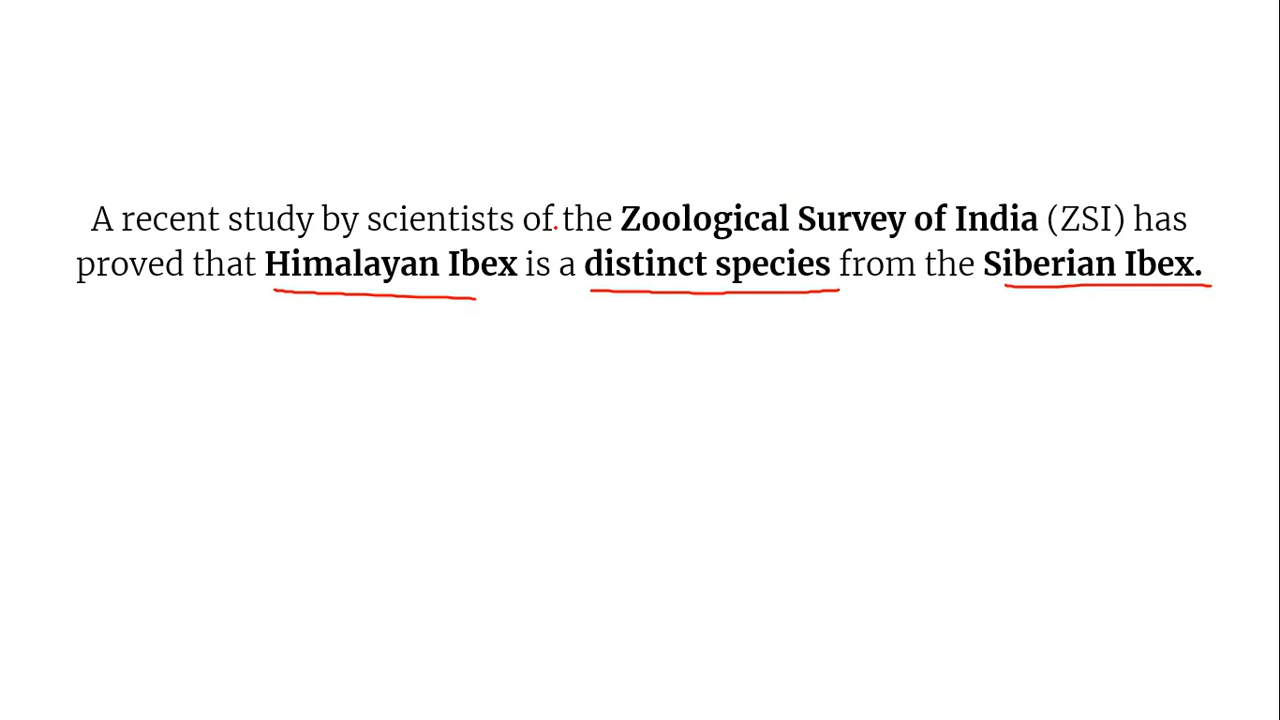 A recent study by scientists of the Zoological Survey of India (ZSI) has
proved that Himalayan Ibex is a distinct species from the Siberian Ibex.